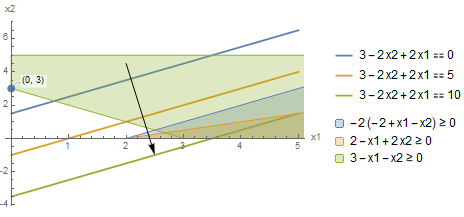 x2
6
4
(0, 3)
2
1
2
3
4
5
x1
-2
-4
3 - 2 x2 + 2 x1 == 0
3 - 2 x2 + 2 x1 == 5
3 - 2 x2 + 2 x1 == 10
-2 (-2 + x1 - x2) ≥ 0
2 - x1 + 2 x2 ≥ 0
3 - x1 - x2 ≥ 0